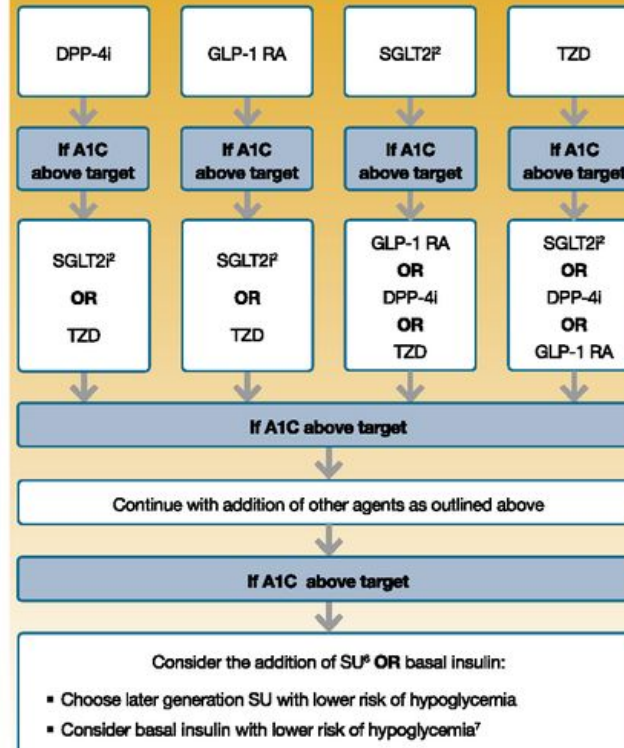 DPP-4i
GLP-1 RA
SGLT2i²
TZD
If A1C
above target
If A1C
above target
If A1C
above target
If A1C
above target
SGLT2i²
OR
TZD
SGLT2i²
OR
TZD
GLP-1 RA
OR
DPP-4i
OR
TZD
SGLT2i²
OR
DPP-4i
OR
GLP-1 RA
If A1C above target
Continue with addition of other agents as outlined above
If A1C above target
Consider the addition of SU⁶ OR basal insulin:
▪ Choose later generation SU with lower risk of hypoglycemia
▪ Consider basal insulin with lower risk of hypoglycemia⁷